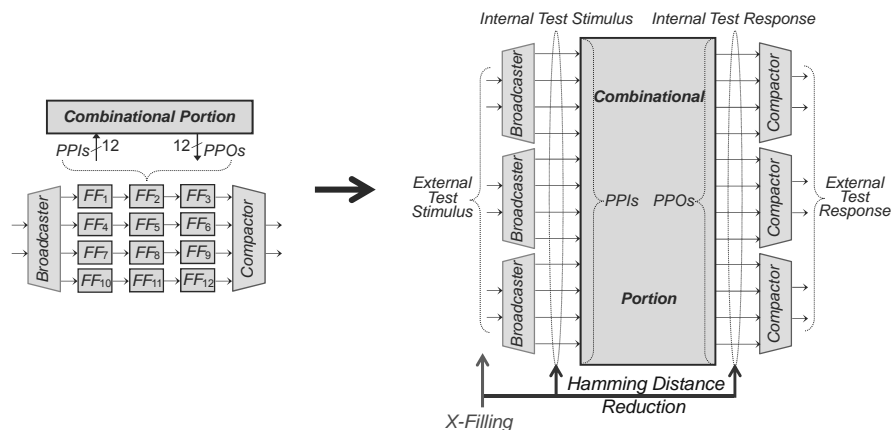 Combinational Portion
PPIs
12
12
PPOs
Broadcaster
FF1
FF2
FF3
FF4
FF5
FF6
FF7
FF8
FF9
FF10
FF11
FF12
Compactor
Internal Test Stimulus
Internal Test Response
External
Test
Stimulus
Broadcaster
Broadcaster
Broadcaster
Combinational
PPIs
PPOs
Portion
Compactor
Compactor
Compactor
External
Test
Response
Hamming Distance
Reduction
X-Filling